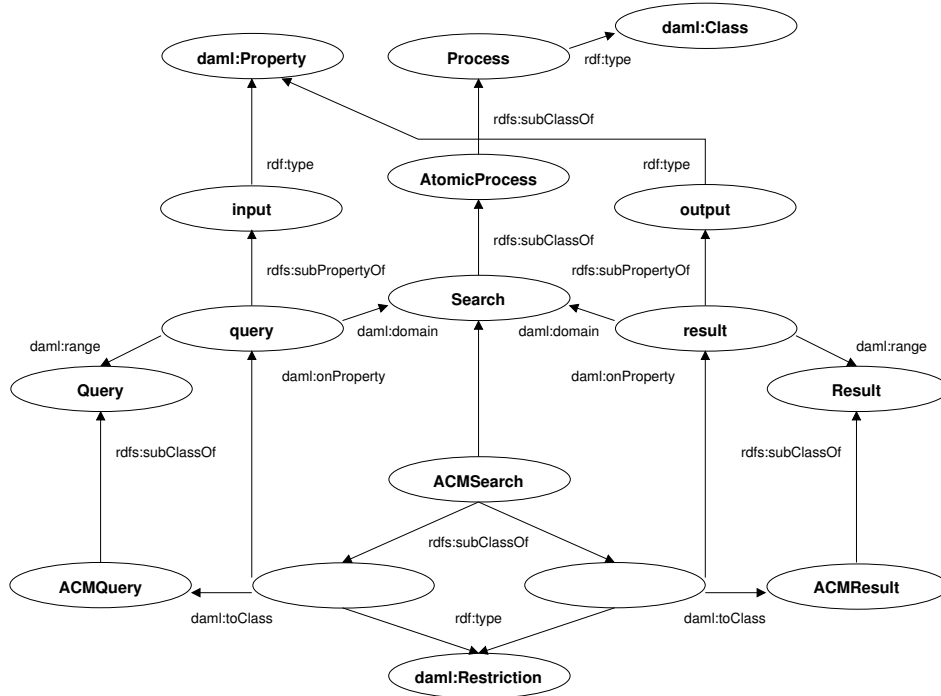 daml:Class
daml:Property
Process
rdf:type
rdfs:subClassOf
rdf:type
rdf:type
AtomicProcess
input
output
rdfs:subClassOf
rdfs:subPropertyOf
rdfs:subPropertyOf
Search
query
daml:domain
daml:domain
result
daml:range
daml:range
daml:onProperty
daml:onProperty
Query
Result
rdfs:subClassOf
rdfs:subClassOf
ACMSearch
rdfs:subClassOf
ACMQuery
ACMResult
daml:toClass
rdf:type
daml:toClass
daml:Restriction